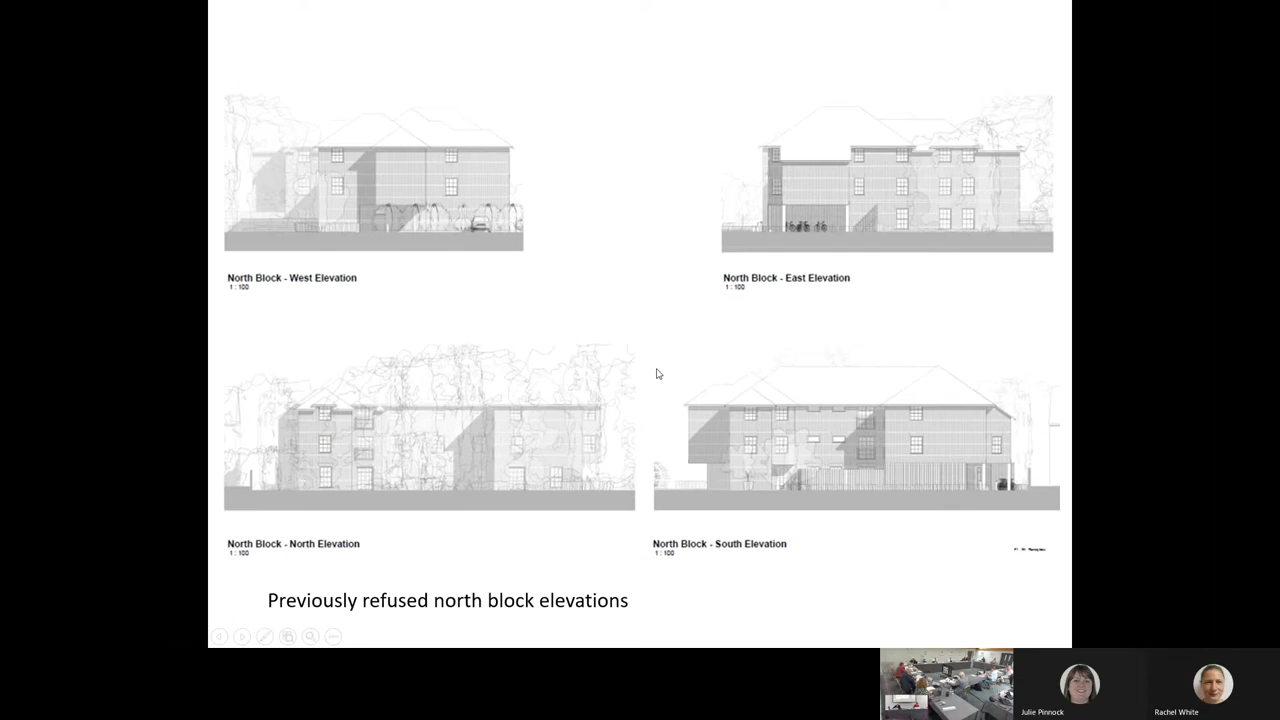 North Block - West Elevation
1 : 100
North Block - East Elevation
1 : 100
North Block - North Elevation
1 : 100
North Block - South Elevation
1 : 100
Previously refused north block elevations
Julie Pinnock
Rachel White